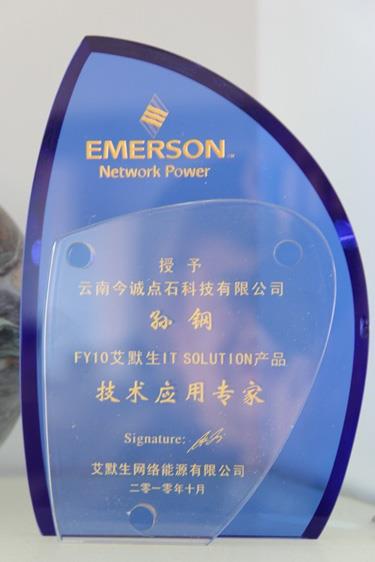 EMERSON™
Network Power
授予
云南今诚点石科技有限公司
孙钢
FY10艾默生IT SOLUTION产品
技术应用专家
Signature:
艾默生网络能源有限公司
二零一零年十月